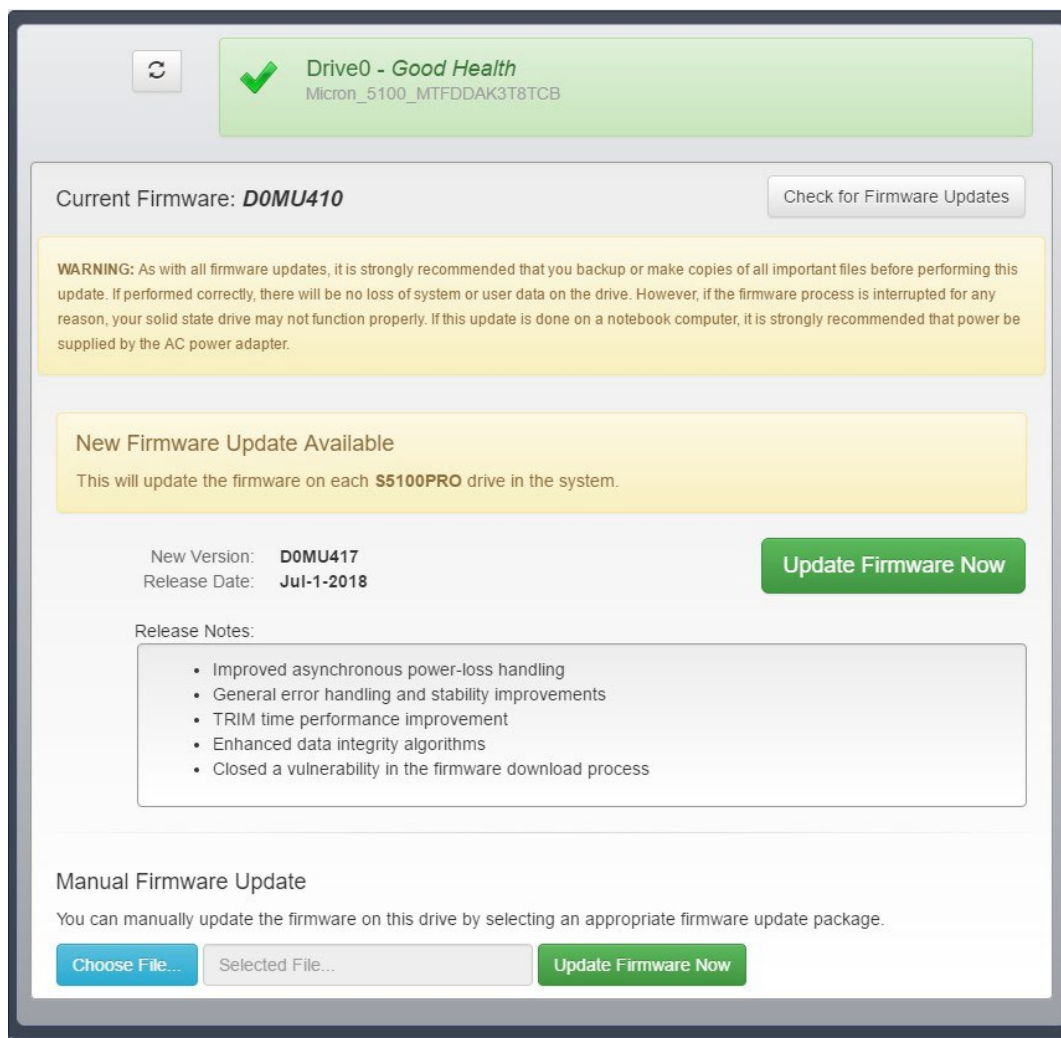 Drive0 - Good Health
Micron_5100_MTFDDAK3T8TCB
Current Firmware: D0MU410
Check for Firmware Updates
WARNING: As with all firmware updates, it is strongly recommended that you backup or make copies of all important files before performing this
update. If performed correctly, there will be no loss of system or user data on the drive. However, if the firmware process is interrupted for any
reason, your solid state drive may not function properly. If this update is done on a notebook computer, it is strongly recommended that power be
supplied by the AC power adapter.
New Firmware Update Available
This will update the firmware on each S5100PRO drive in the system.
New Version: D0MU417
Release Date: Jul-1-2018
Update Firmware Now
Release Notes:
• Improved asynchronous power-loss handling
• General error handling and stability improvements
• TRIM time performance improvement
• Enhanced data integrity algorithms
• Closed a vulnerability in the firmware download process
Manual Firmware Update
You can manually update the firmware on this drive by selecting an appropriate firmware update package.
Choose File... Selected File... Update Firmware Now